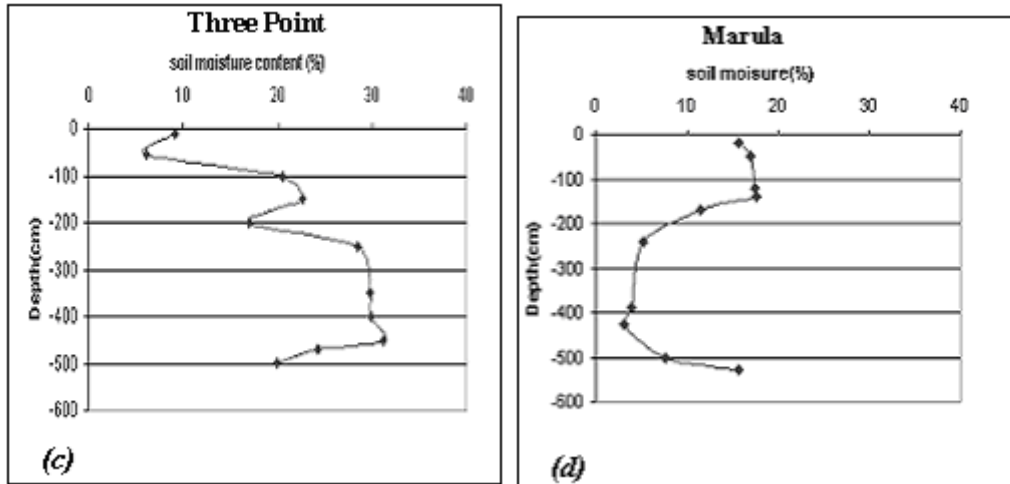 Three Point
soil moisture content (%)
0 10 20 30 40
0
-100
-200
-300
-400
-500
-600
Depth(cm)
(c)
Marula
soil moisure(%)
0 10 20 30 40
0
-100
-200
-300
-400
-500
-600
Depth(cm)
(d)